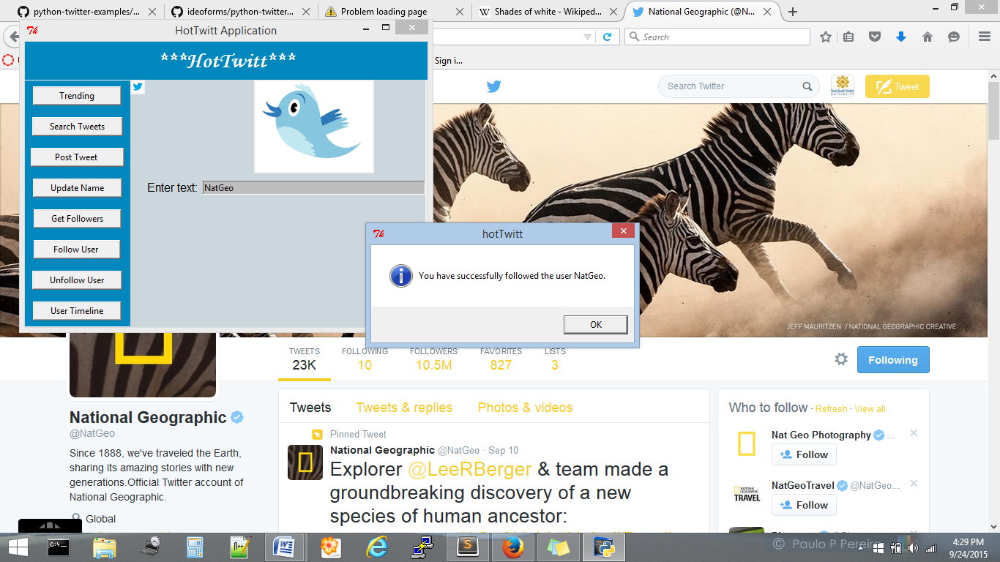 python-twitter-examples/...
ideoforms/python-twitter...
Problem loading page
Shades of white - Wikiped...
National Geographic (@N...
HotTwitt Application
Search
Sign i...
***HotTwitt***
Trending
Search Tweets
Post Tweet
Update Name
Get Followers
Follow User
Unfollow User
User Timeline
Enter text: NatGeo
Search Twitter
San José State
UNIVERSITY
Tweet
hotTwitt
You have successfully followed the user NatGeo.
OK
JEFF MAURITZEN / NATIONAL GEOGRAPHIC CREATIVE
TWEETS
23K
FOLLOWING
10
FOLLOWERS
10.5M
FAVORITES
827
LISTS
3
Following
National Geographic
@NatGeo
Since 1888, we've traveled the Earth,
sharing its amazing stories with new
generations.Official Twitter account of
National Geographic.
Global
Tweets
Tweets & replies
Photos & videos
Pinned Tweet
National Geographic @NatGeo · Sep 10
Explorer @LeeRBerger & team made a
groundbreaking discovery of a new
species of human ancestor:
Who to follow · Refresh · View all
Nat Geo Photography ...
Follow
NatGeoTravel @NatGeo...
Follow
NATIONAL GEOGRAPHIC
TRAVEL
© Paulo P Pereira
4:29 PM
9/24/2015